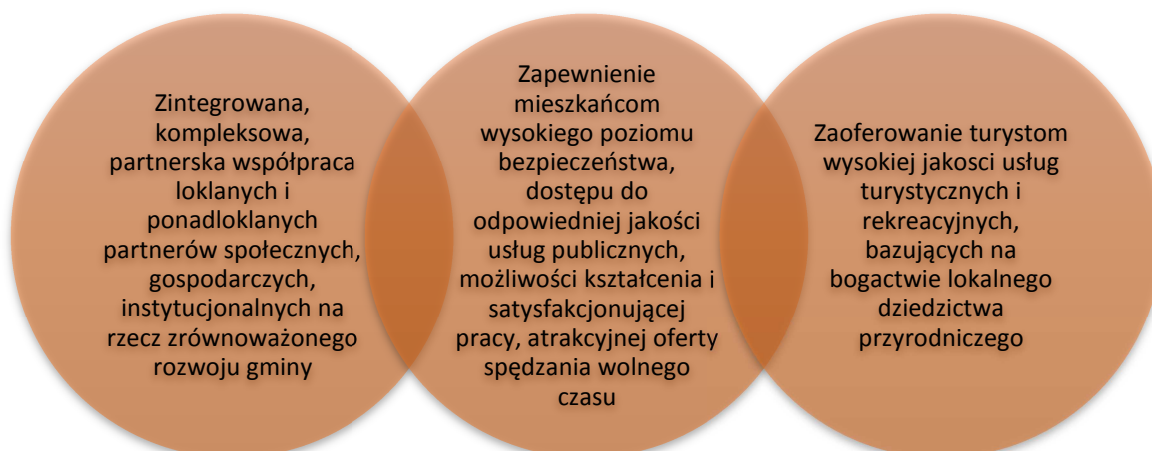 Zintegrowana,
kompleksowa,
partnerska współpraca
loklanych i
ponadloklanych
partnerów społecznych,
gospodarczych,
instytucjonalnych na
rzecz zrównoważonego
rozwoju gminy
Zapewnienie
mieszkańcom
wysokiego poziomu
bezpieczeństwa,
dostępu do
odpowiedniej jakości
usług publicznych,
możliwości kształcenia i
satysfakcjonującej
pracy, atrakcyjnej oferty
spędzania wolnego
czasu
Zaoferowanie turystom
wysokiej jakosci usług
turystycznych i
rekreacyjnych,
bazujących na
bogactwie lokalnego
dziedzictwa
przyrodniczego